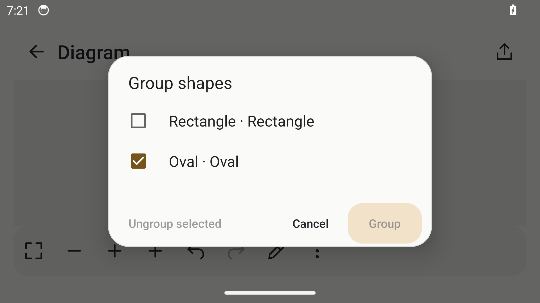 7:21
Diagram
Group shapes
Rectangle · Rectangle
Oval · Oval
Ungroup selected
Cancel
Group